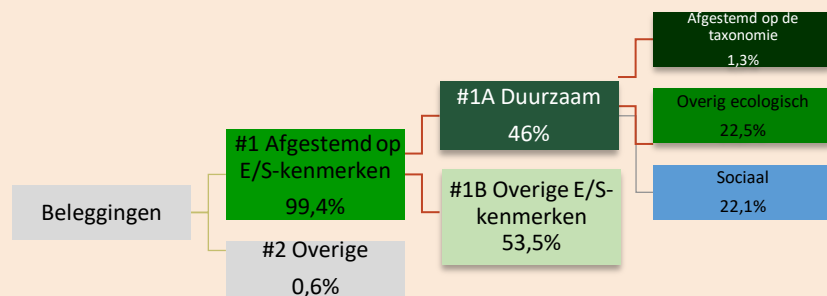 Beleggingen
#1 Afgestemd op
E/S-kenmerken
99,4%
#2 Overige
0,6%
#1A Duurzaam
46%
#1B Overige E/S-
kenmerken
53,5%
Afgestemd op de
taxonomie
1,3%
Overig ecologisch
22,5%
Sociaal
22,1%